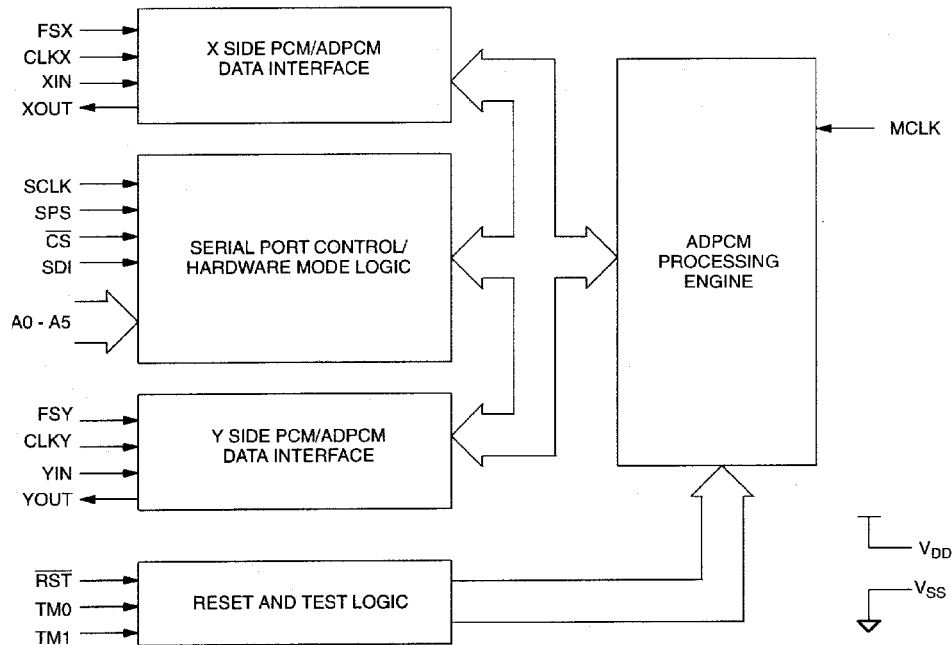 FSX
CLKX
XIN
XOUT
X SIDE PCM/ADPCM
DATA INTERFACE
MCLK
SCLK
SPS
CS
SDI
A0 - A5
SERIAL PORT CONTROL/
HARDWARE MODE LOGIC
ADPCM
PROCESSING
ENGINE
FSY
CLKY
YIN
YOUT
Y SIDE PCM/ADPCM
DATA INTERFACE
RST
TM0
TM1
RESET AND TEST LOGIC
VDD
VSS